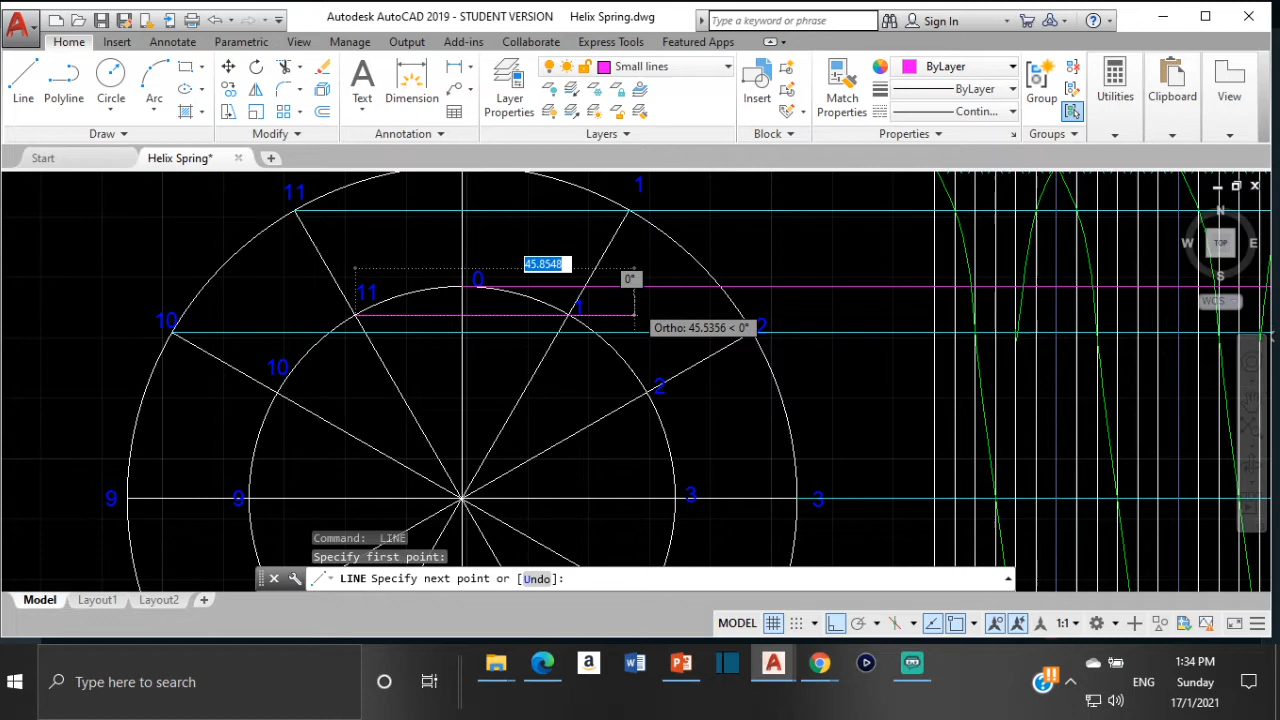 Autodesk AutoCAD 2019 - STUDENT VERSION Helix Spring.dwg
Type a keyword or phrase
Sign In
Home Insert Annotate Parametric View Manage Output Add-ins Collaborate Express Tools Featured Apps
Small lines
ByLayer
ByLayer
Contin...
Line Polyline Circle Arc
Text Dimension
Layer Properties
Insert
Match Properties
Group
Utilities Clipboard View
Draw Modify Annotation Layers Block Properties Groups
Start Helix Spring*
11 1
N
W TOP E
S
WCS
45.8548
0°
0
11 1
10 Ortho: 45.5356 < 0° 2
10 2
9 9 3 3
Command: LINE
Specify first point:
LINE Specify next point or [Undo]:
Model Layout1 Layout2
MODEL 1:1
1:34 PM
Type here to search
ENG Sunday
17/1/2021